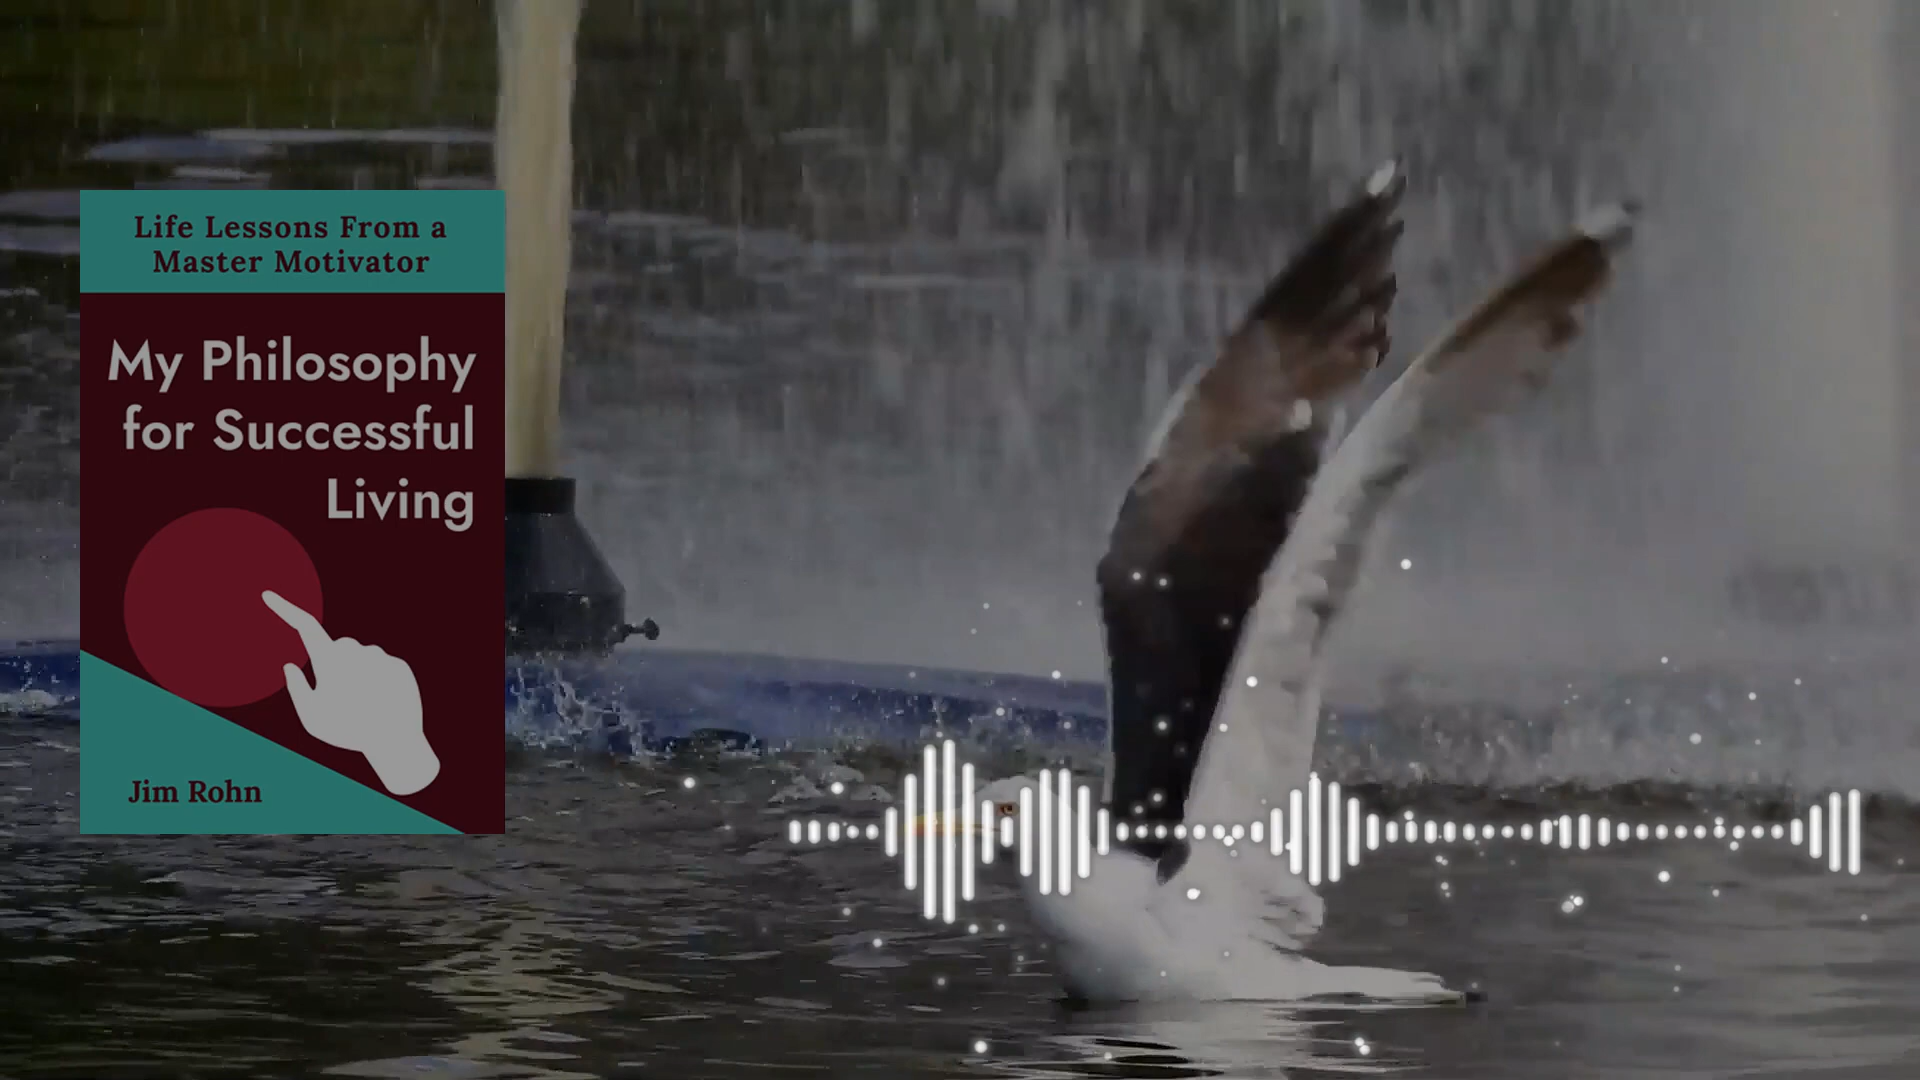 Life Lessons From a
Master Motivator
My Philosophy
for Successful
Living
Jim Rohn